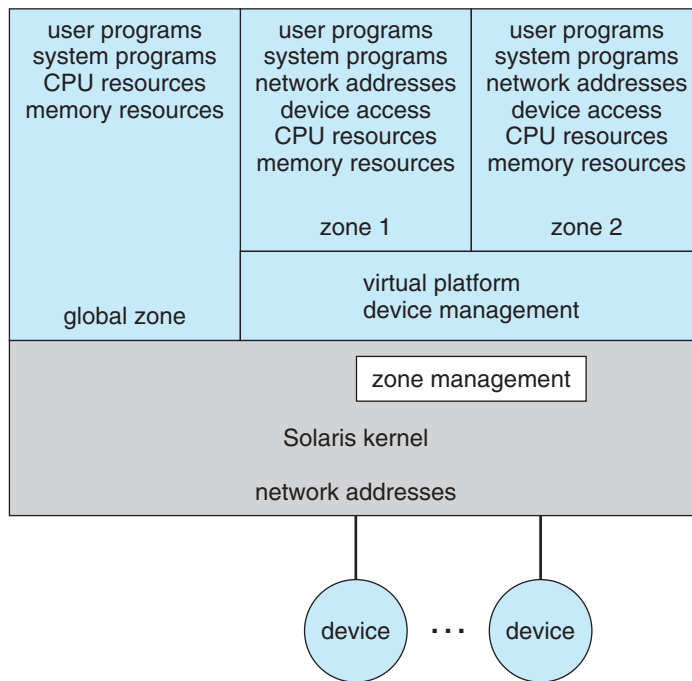 user programs
system programs
CPU resources
memory resources
global zone
user programs
system programs
network addresses
device access
CPU resources
memory resources
zone 1
user programs
system programs
network addresses
device access
CPU resources
memory resources
zone 2
virtual platform
device management
zone management
Solaris kernel
network addresses
device
...
device